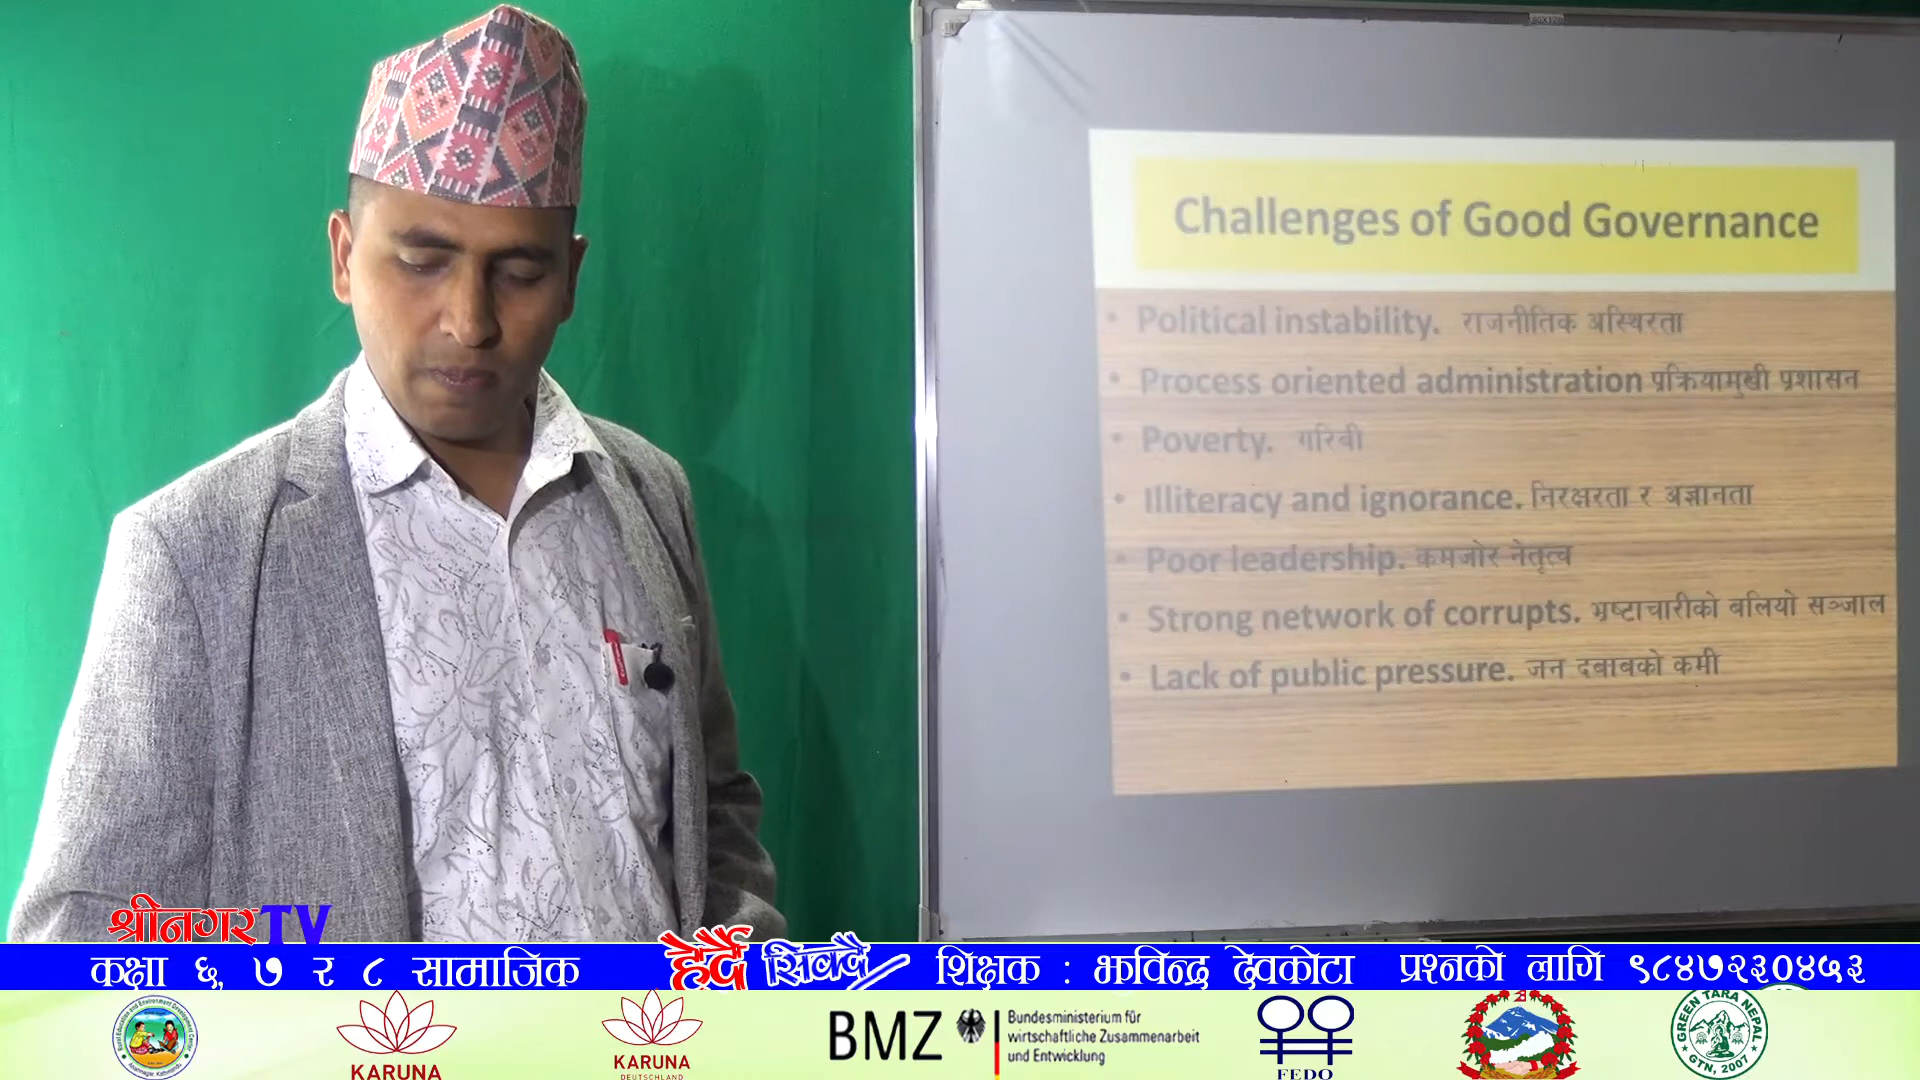 Challenges of Good Governance
• Political instability. राजनीतिक अस्थिरता
• Process oriented administration प्रक्रियामुखी प्रशासन
• Poverty. गरिबी
• Illiteracy and ignorance. निरक्षरता र अज्ञानता
• Poor leadership. कमजोर नेतृत्व
• Strong network of corrupts. भ्रष्टाचारीको बलियो सञ्जाल
• Lack of public pressure. जन दबाबको कमी
श्रीनगर TV
कक्षा ६, ७ र ८ सामाजिक
हेर्दै सिक्दै
शिक्षक : झविन्द्र देवकोटा
प्रश्नको लागि ९८४७२३०४५३
KARUNA
KARUNA
DEUTSCHLAND
BMZ
Bundesministerium für
wirtschaftliche Zusammenarbeit
und Entwicklung
FEDO
GREEN TARA NEPAL
GTN, 2007